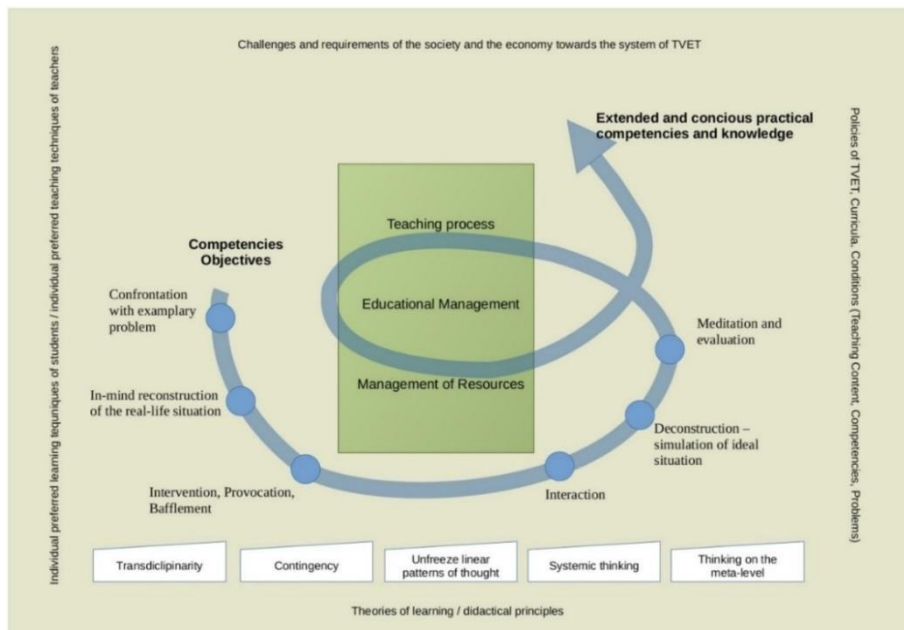 Challenges and requirements of the society and the economy towards the system of TVET
Individual preferred learning tequniques of students / individual preferred teaching techniques of teachers
Extended and concious practical
competencies and knowledge
Policies of TVET, Curricula, Conditions (Teaching Content, Competencies, Problems)
Teaching process
Competencies
Objectives
Confrontation
with examplary
problem
Educational Management
Meditation and
evaluation
Management of Resources
In-mind reconstruction
of the real-life situation
Deconstruction –
simulation of ideal
situation
Intervention, Provocation,
Bafflement
Interaction
Transdiclipinarity
Contingency
Unfreeze linear
patterns of thought
Systemic thinking
Thinking on the
meta-level
Theories of learning / didactical principles